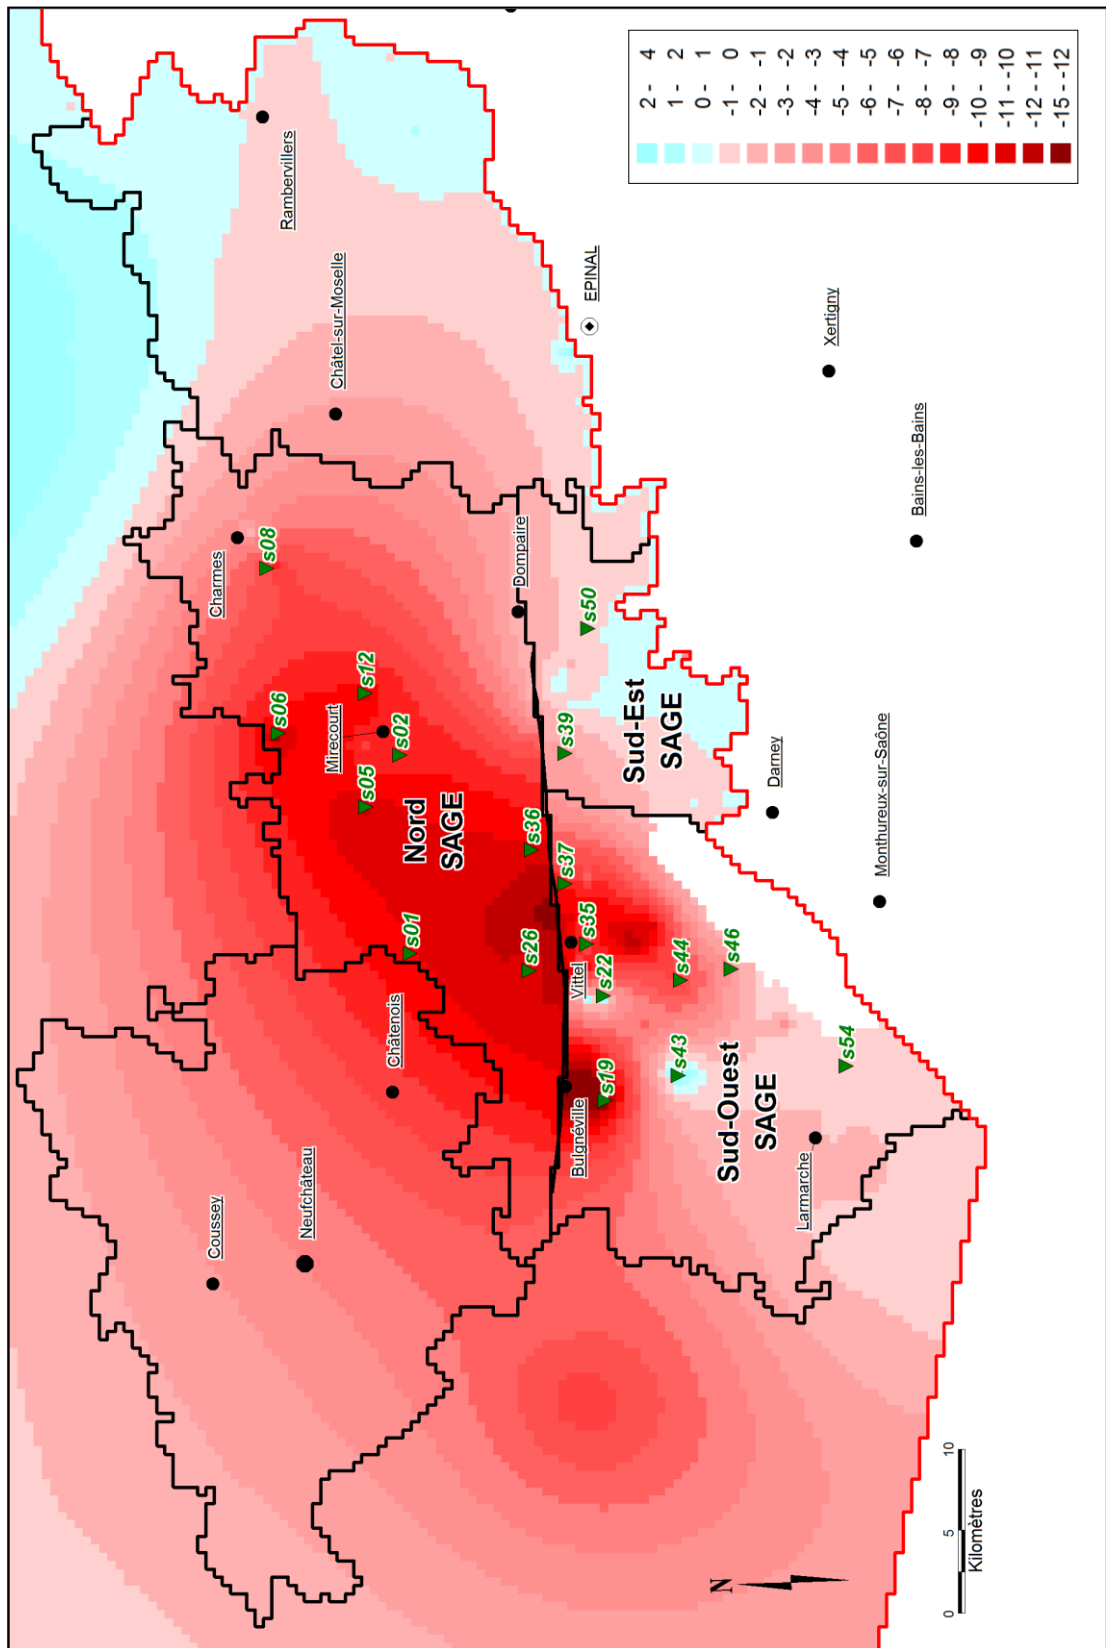 Coussey
Neufchâteau
Châtenois
s01
s05
Mirecourt
s06
s12
s02
Charmes
s08
Châtel-sur-Moselle
Rambervillers
Nord
SAGE
Bulgnéville
s19
Vittel
s26
s22
s35
s37
s36
s39
Dompaire
s50
EPINAL
s43
s44
s46
Sud-Est
SAGE
Sud-Ouest
SAGE
Larmarche
s54
Darney
Monthureux-sur-Saône
Bains-les-Bains
Xertigny
N
0 5 10
Kilomètres
2 - 4
1 - 2
0 - 1
-1 - 0
-2 - -1
-3 - -2
-4 - -3
-5 - -4
-6 - -5
-7 - -6
-8 - -7
-9 - -8
-10 - -9
-11 - -10
-12 - -11
-15 - -12